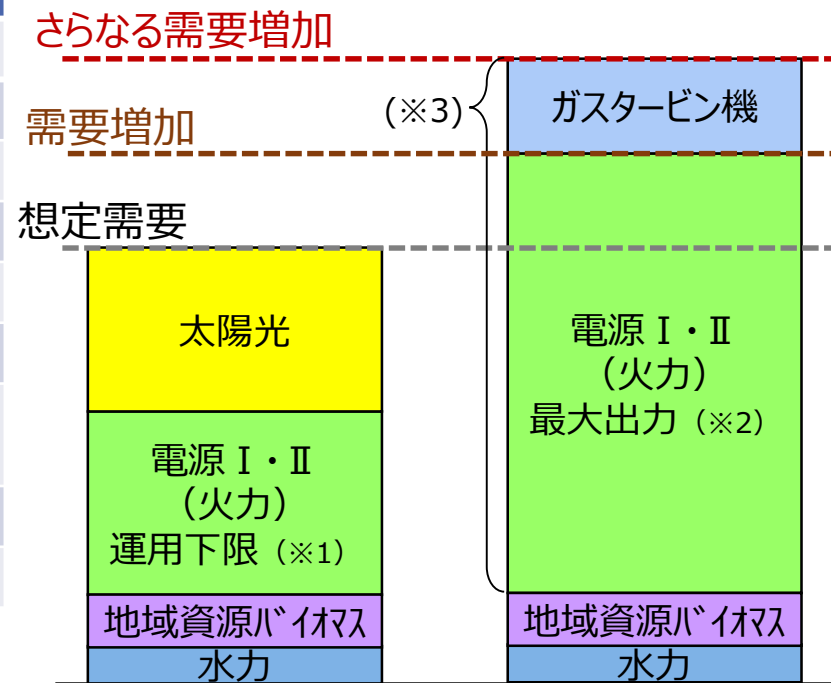 さらなる需要増加
需要増加
想定需要
太陽光
電源Ⅰ・Ⅱ
（火力）
運用下限（※1）
地域資源ﾊﾞｲｵﾏｽ
水力
(※3)
ガスタービン機
電源Ⅰ・Ⅱ
（火力）
最大出力（※2）
地域資源ﾊﾞｲｵﾏｽ
水力